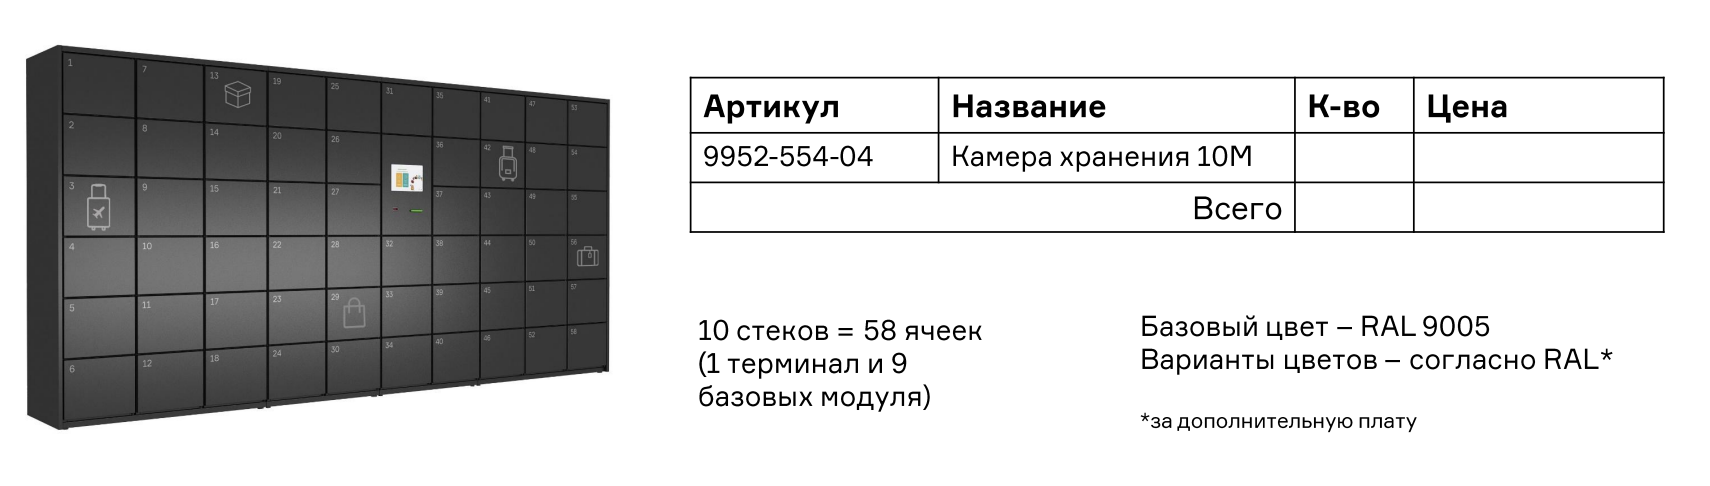 1 7 13 19 25 31 35 41 47 53
2 8 14 20 26 36 42 48 54
3 9 15 21 27 37 43 49 55
4 10 16 22 28 32 38 44 50 56
5 11 17 23 29 33 39 45 51 57
6 12 18 24 30 34 40 46 52 58
Артикул Название К-во Цена
9952-554-04 Камера хранения 10М
Всего
10 стеков = 58 ячеек
(1 терминал и 9
базовых модуля)
Базовый цвет – RAL 9005
Варианты цветов – согласно RAL*
*за дополнительную плату